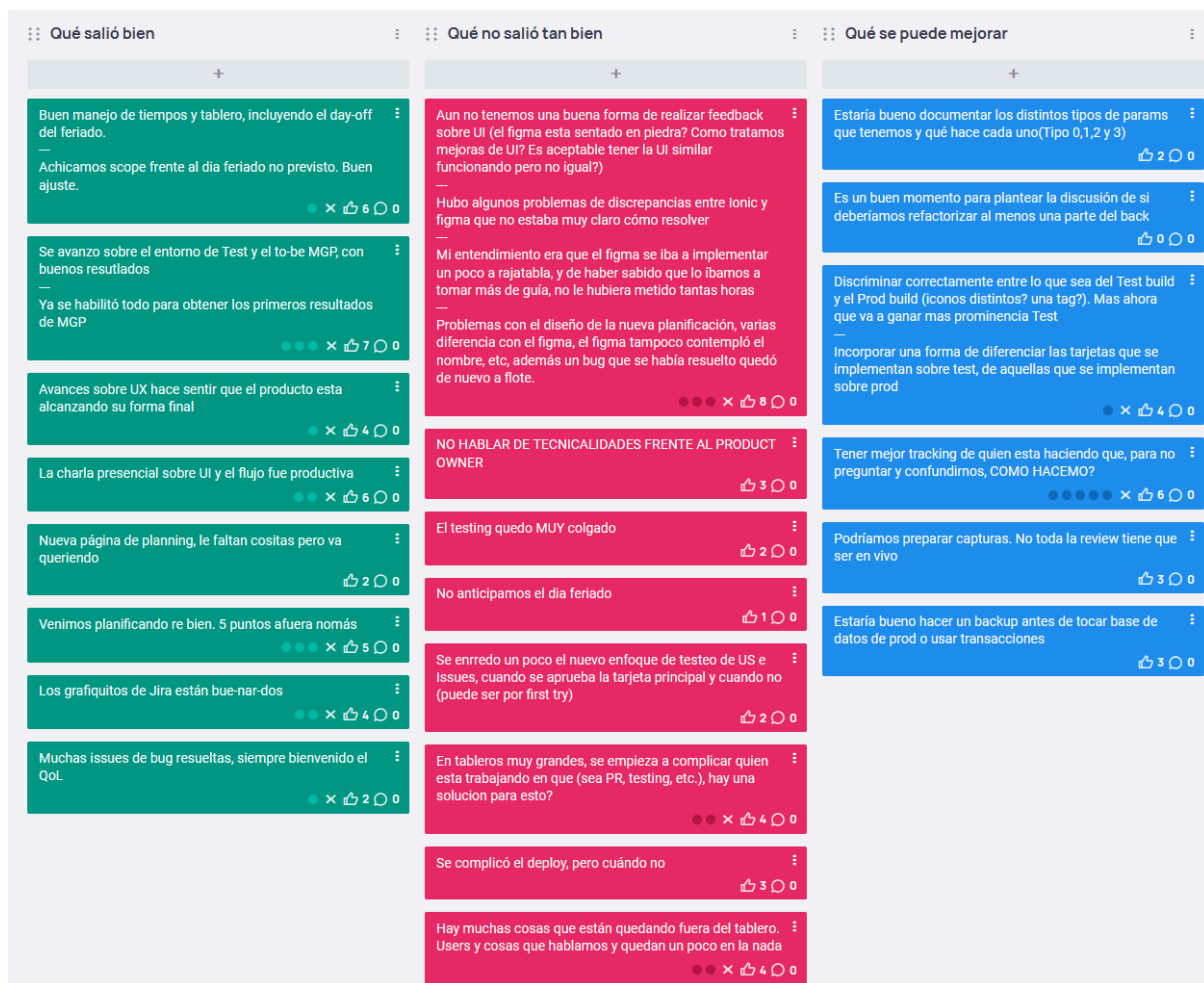 Qué salió bien
+
Buen manejo de tiempos y tablero, incluyendo el day-off
del feriado.
---
Achicamos scope frente al dia feriado no previsto. Buen
ajuste.
6 0
Se avanzo sobre el entorno de Test y el to-be MGP, con
buenos resutlados
---
Ya se habilitó todo para obtener los primeros resultados
de MGP
7 0
Avances sobre UX hace sentir que el producto esta
alcanzando su forma final
4 0
La charla presencial sobre UI y el flujo fue productiva
6 0
Nueva página de planning, le faltan cositas pero va
queriendo
2 0
Venimos planificando re bien. 5 puntos afuera nomás
5 0
Los grafiquitos de Jira están bue-nar-dos
4 0
Muchas issues de bug resueltas, siempre bienvenido el
QoL
2 0
Qué no salió tan bien
+
Aun no tenemos una buena forma de realizar feedback
sobre UI (el figma esta sentado en piedra? Como tratamos
mejoras de UI? Es aceptable tener la UI similar
funcionando pero no igual?)
---
Hubo algunos problemas de discrepancias entre Ionic y
figma que no estaba muy claro cómo resolver
---
Mi entendimiento era que el figma se iba a implementar
un poco a rajatabla, y de haber sabido que lo íbamos a
tomar más de guía, no le hubiera metido tantas horas
---
Problemas con el diseño de la nueva planificación, varias
diferencia con el figma, el figma tampoco contempló el
nombre, etc, además un bug que se había resuelto quedó
de nuevo a flote.
8 0
NO HABLAR DE TECNICALIDADES FRENTE AL PRODUCT
OWNER
3 0
El testing quedo MUY colgado
2 0
No anticipamos el dia feriado
1 0
Se enrredo un poco el nuevo enfoque de testeo de US e
Issues, cuando se aprueba la tarjeta principal y cuando no
(puede ser por first try)
2 0
En tableros muy grandes, se empieza a complicar quien
esta trabajando en que (sea PR, testing, etc.), hay una
solucion para esto?
4 0
Se complicó el deploy, pero cuándo no
3 0
Hay muchas cosas que están quedando fuera del tablero.
Users y cosas que hablamos y quedan un poco en la nada
4 0
Qué se puede mejorar
+
Estaría bueno documentar los distintos tipos de params
que tenemos y qué hace cada uno(Tipo 0,1,2 y 3)
2 0
Es un buen momento para plantear la discusión de si
deberíamos refactorizar al menos una parte del back
0 0
Discriminar correctamente entre lo que sea del Test build
y el Prod build (iconos distintos? una tag?). Mas ahora
que va a ganar mas prominencia Test
---
Incorporar una forma de diferenciar las tarjetas que se
implementan sobre test, de aquellas que se implementan
sobre prod
4 0
Tener mejor tracking de quien esta haciendo que, para no
preguntar y confundirnos, COMO HACEMO?
6 0
Podríamos preparar capturas. No toda la review tiene que
ser en vivo
3 0
Estaría bueno hacer un backup antes de tocar base de
datos de prod o usar transacciones
3 0